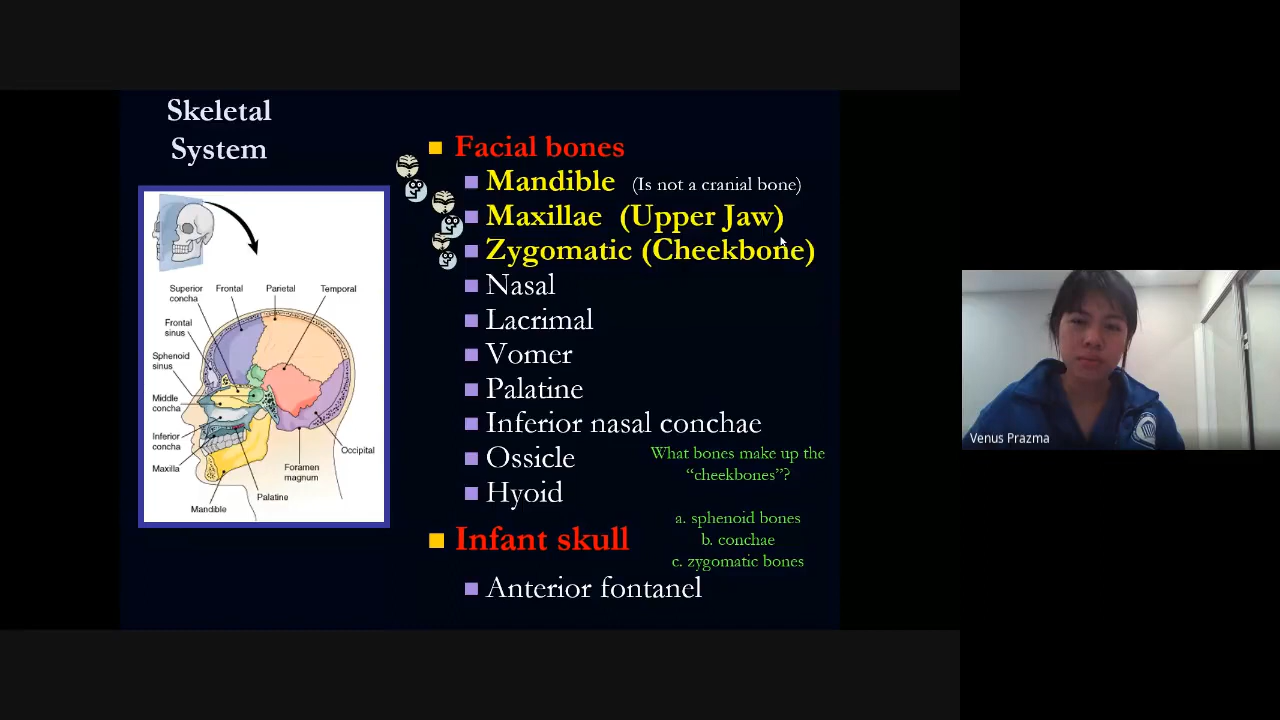 Skeletal
System
Facial bones
Mandible (Is not a cranial bone)
Maxillae (Upper Jaw)
Zygomatic (Cheekbone)
Nasal
Lacrimal
Vomer
Palatine
Inferior nasal conchae
Ossicle
Hyoid
What bones make up the
“cheekbones”?
a. sphenoid bones
b. conchae
c. zygomatic bones
Infant skull
Anterior fontanel
Superior
concha
Frontal
Parietal
Temporal
Frontal
sinus
Sphenoid
sinus
Middle
concha
Inferior
concha
Maxilla
Mandible
Palatine
Foramen
magnum
Occipital
Venus Prazma